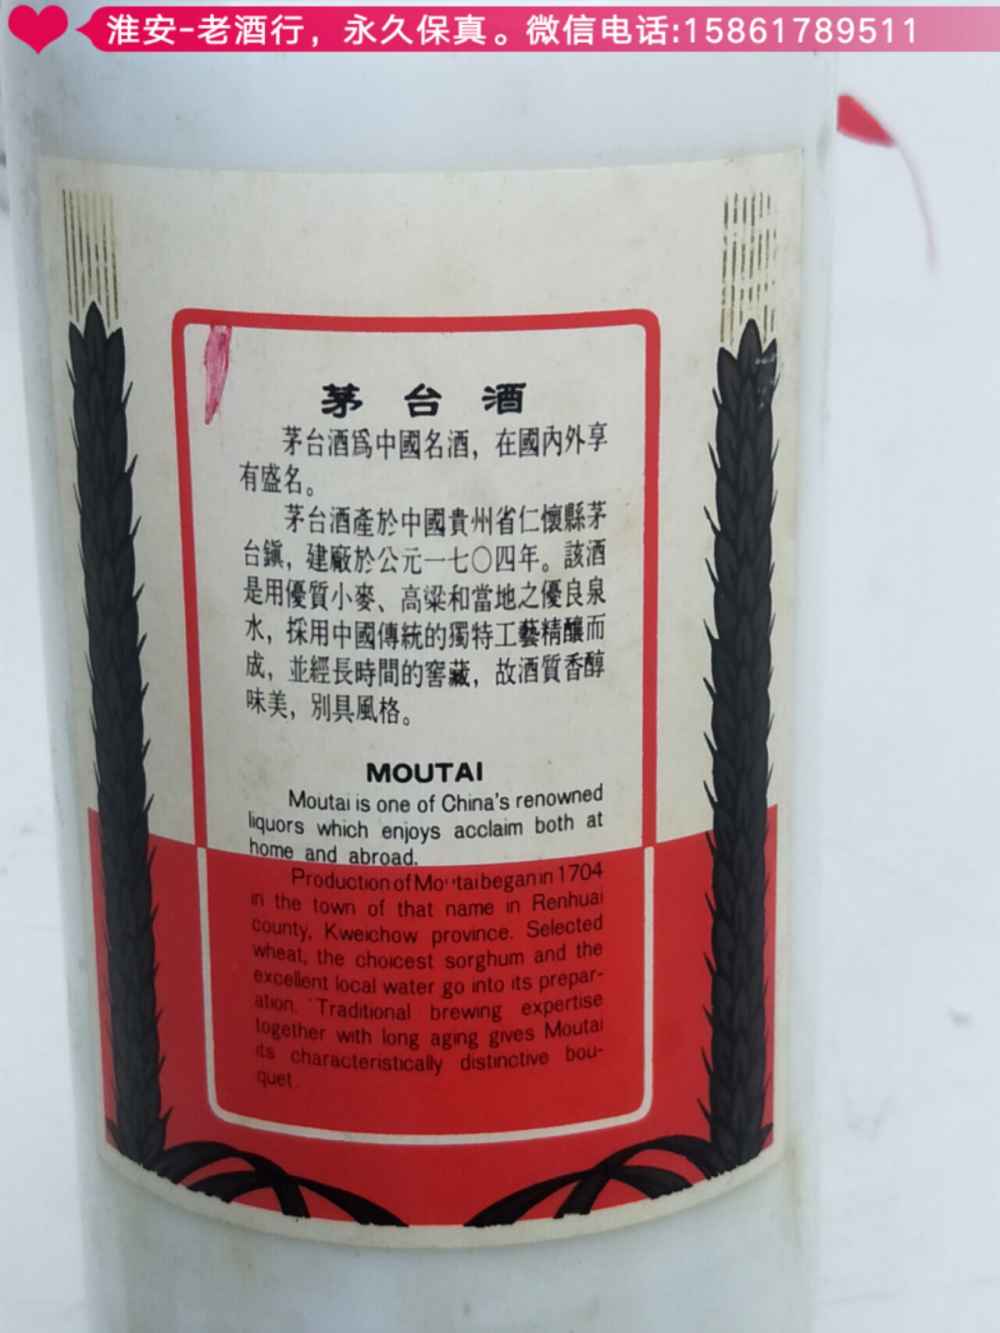 淮安-老酒行，永久保真。微信电话:15861789511
茅台酒
茅台酒爲中國名酒，在國內外享
有盛名。
茅台酒產於中國貴州省仁懷縣茅
台鎭，建廠於公元一七〇四年。該酒
是用優質小麥、高梁和當地之優良泉
水，採用中國傳統的獨特工藝精釀而
成，並經長時間的窖藏，故酒質香醇
味美，別具風格。
MOUTAI
Moutai is one of China's renowned
liquors which enjoys acclaim both at
home and abroad.
Production of Moutai began in 1704
in the town of that name in Renhuai
county, Kweichow province. Selected
wheat, the choicest sorghum and the
excellent local water go into its prepar-
ation. Traditional brewing expertise
together with long aging gives Moutai
its characteristically distinctive bou-
quet.